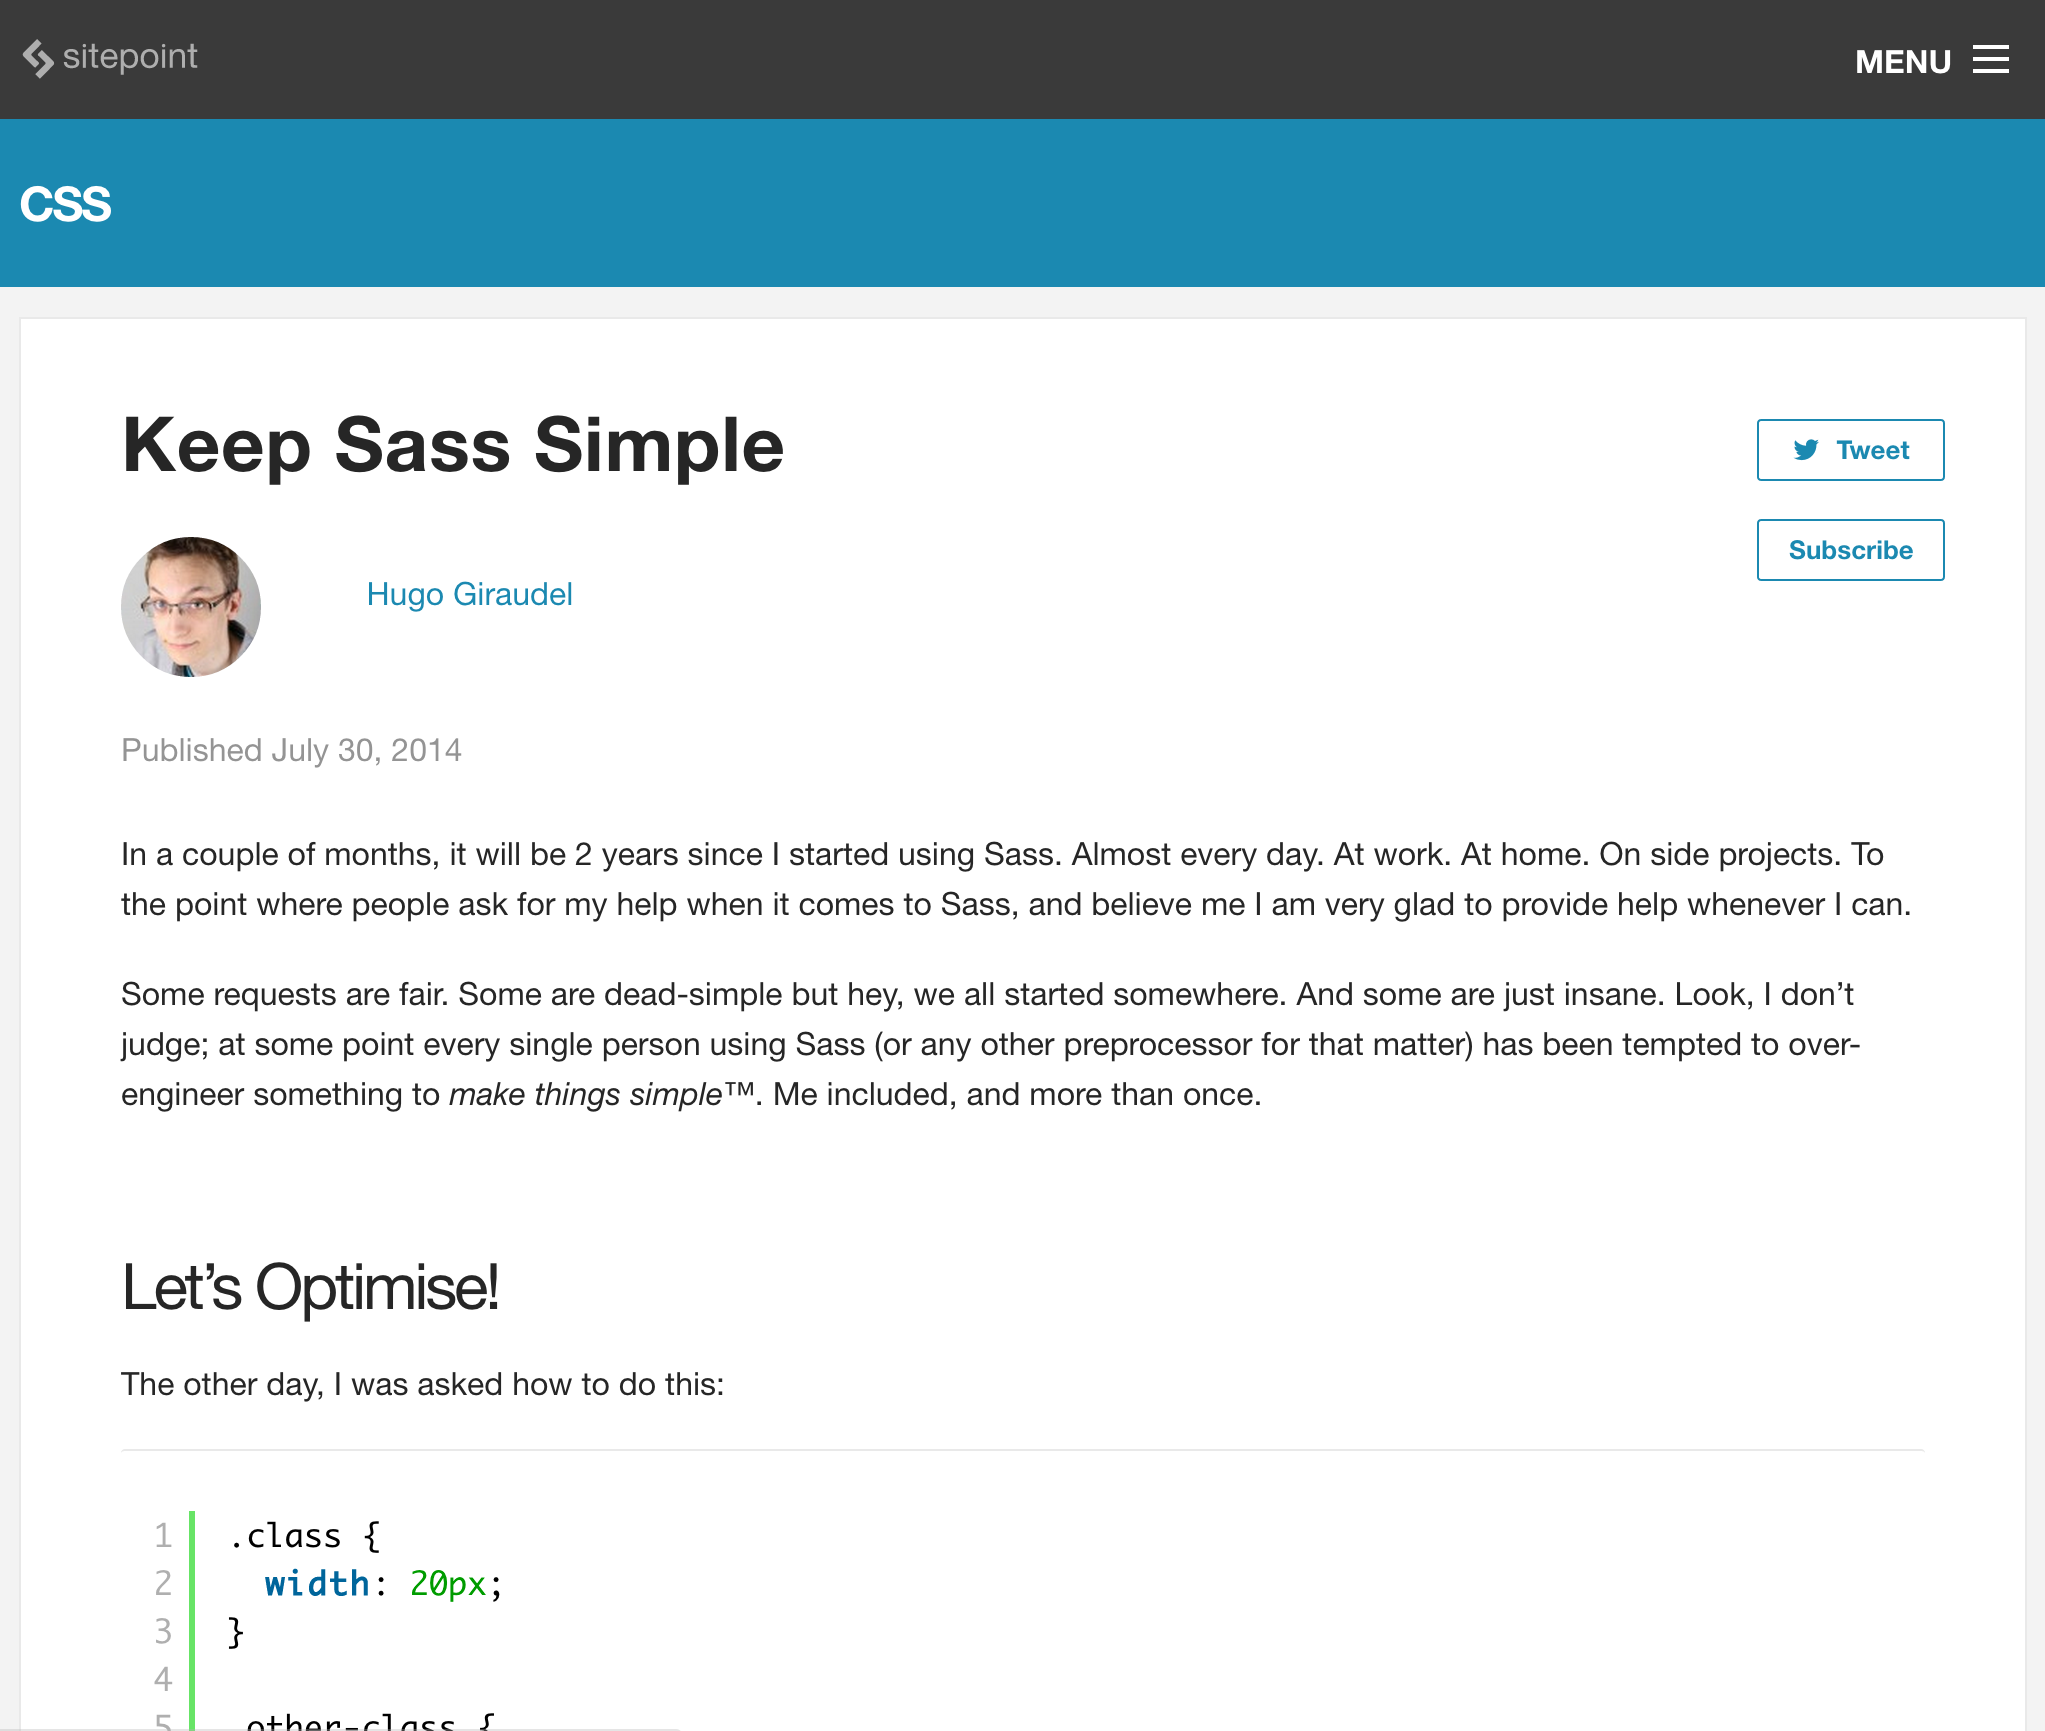 sitepoint
MENU
CSS
Keep Sass Simple
Tweet
Subscribe
Hugo Giraudel
Published July 30, 2014
In a couple of months, it will be 2 years since I started using Sass. Almost every day. At work. At home. On side projects. To
the point where people ask for my help when it comes to Sass, and believe me I am very glad to provide help whenever I can.
Some requests are fair. Some are dead-simple but hey, we all started somewhere. And some are just insane. Look, I don’t
judge; at some point every single person using Sass (or any other preprocessor for that matter) has been tempted to over-
engineer something to make things simple™. Me included, and more than once.
Let’s Optimise!
The other day, I was asked how to do this:
1 .class {
2   width: 20px;
3 }
4
5 .other-class {